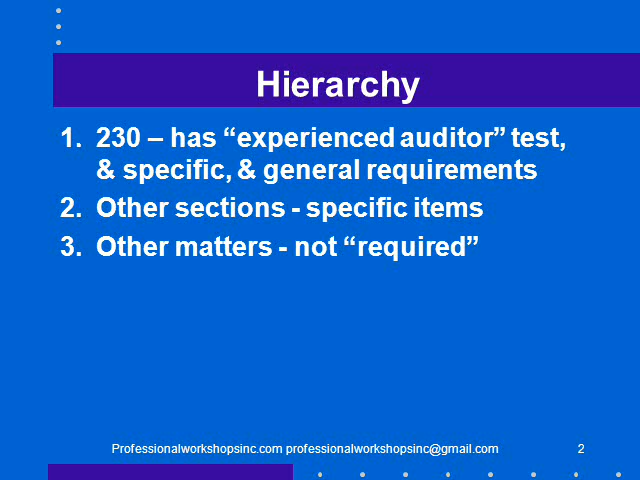 Hierarchy
1. 230 – has “experienced auditor” test,
& specific, & general requirements
2. Other sections - specific items
3. Other matters - not “required”
Professionalworkshopsinc.com professionalworkshopsinc@gmail.com 2